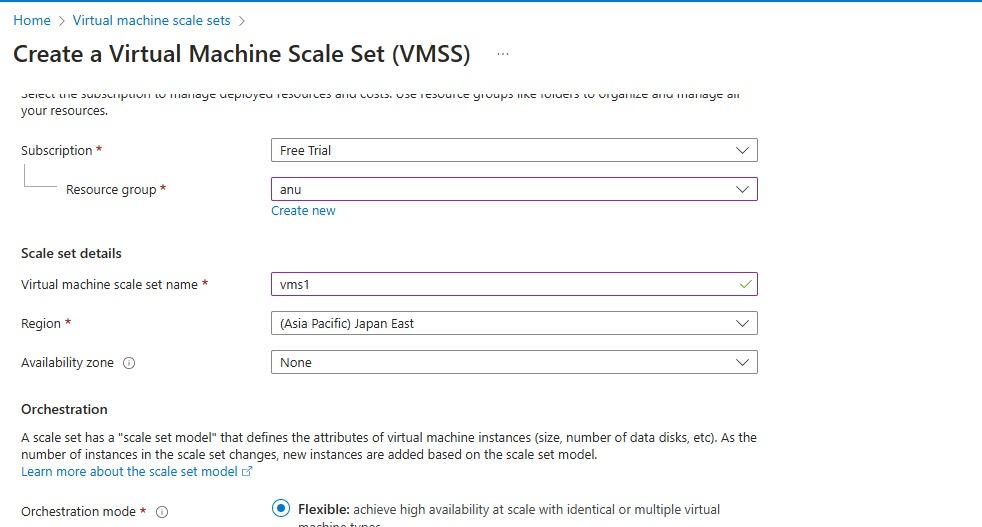 Home > Virtual machine scale sets >
Create a Virtual Machine Scale Set (VMSS) ...
Select the subscription to manage deployed resources and costs. Use resource groups like folders to organize and manage all
your resources.
Subscription * Free Trial
Resource group * anu
Create new
Scale set details
Virtual machine scale set name * vms1
Region * (Asia Pacific) Japan East
Availability zone None
Orchestration
A scale set has a "scale set model" that defines the attributes of virtual machine instances (size, number of data disks, etc). As the
number of instances in the scale set changes, new instances are added based on the scale set model.
Learn more about the scale set model
Orchestration mode * Flexible: achieve high availability at scale with identical or multiple virtual
machine types